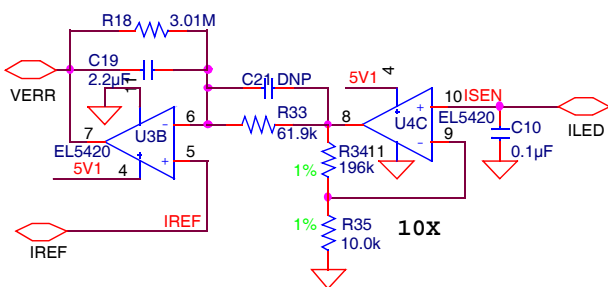 R18 3.01M
C19
2.2µF
VERR
11
C21 DNP
5V1
4
10
ISEN
ILED
U3B
6
R33
61.9k
8
U4C
EL5420
9
C10
0.1µF
7
EL5420
5
5V1
4
R34
11
1%
196k
IREF
1%
R35
10.0k
10X
IREF